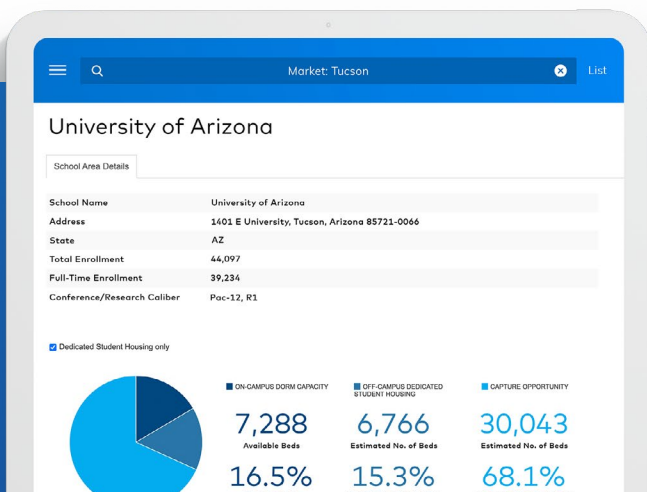 Market: Tucson
List
University of Arizona
School Area Details
School Name University of Arizona
Address 1401 E University, Tucson, Arizona 85721-0066
State AZ
Total Enrollment 44,097
Full-Time Enrollment 39,234
Conference/Research Caliber Pac-12, R1
Dedicated Student Housing only
ON-CAMPUS DORM CAPACITY
7,288
Available Beds
16.5%
OFF-CAMPUS DEDICATED
STUDENT HOUSING
6,766
Estimated No. of Beds
15.3%
CAPTURE OPPORTUNITY
30,043
Estimated No. of Beds
68.1%